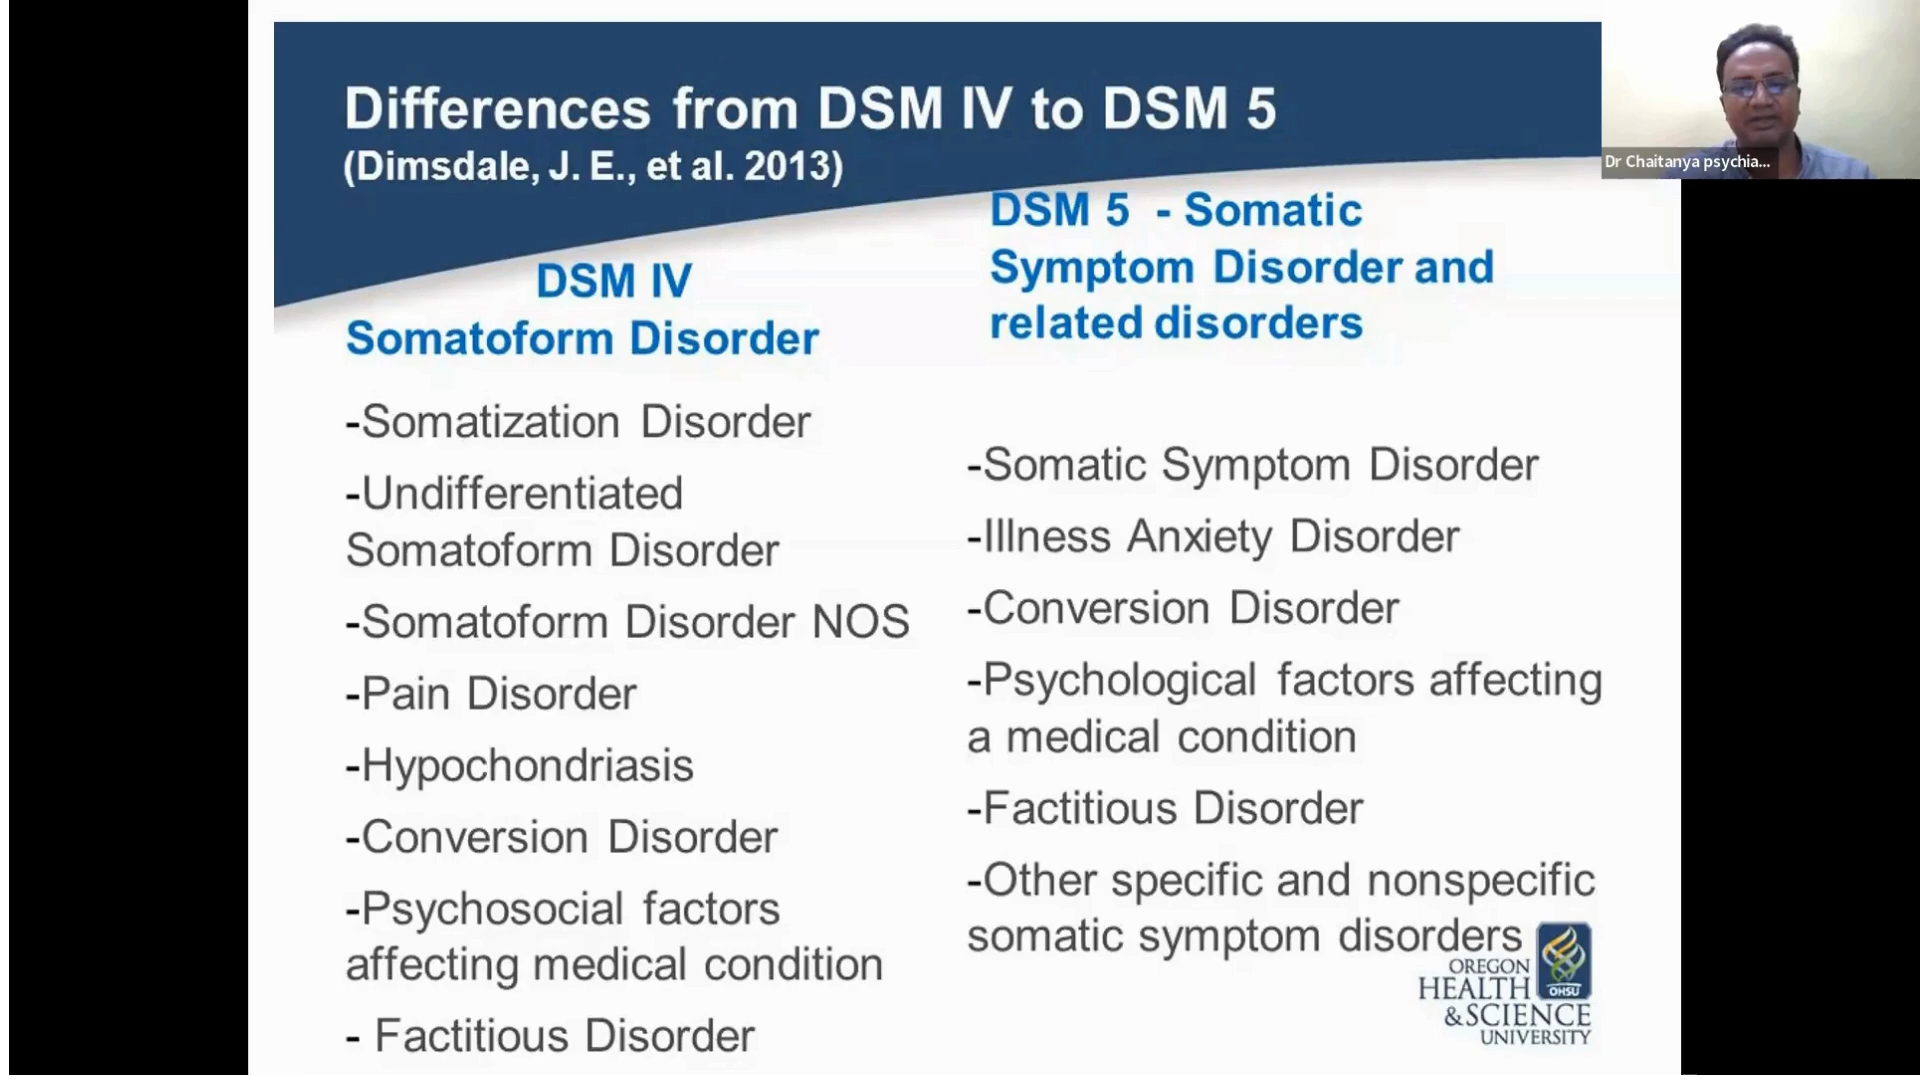 Differences from DSM IV to DSM 5
(Dimsdale, J. E., et al. 2013)
DSM IV
Somatoform Disorder
-Somatization Disorder
-Undifferentiated
Somatoform Disorder
-Somatoform Disorder NOS
-Pain Disorder
-Hypochondriasis
-Conversion Disorder
-Psychosocial factors
affecting medical condition
- Factitious Disorder
DSM 5 - Somatic
Symptom Disorder and
related disorders
-Somatic Symptom Disorder
-Illness Anxiety Disorder
-Conversion Disorder
-Psychological factors affecting
a medical condition
-Factitious Disorder
-Other specific and nonspecific
somatic symptom disorders
OHSU
OREGON
HEALTH
&SCIENCE
UNIVERSITY
Dr Chaitanya psychia...